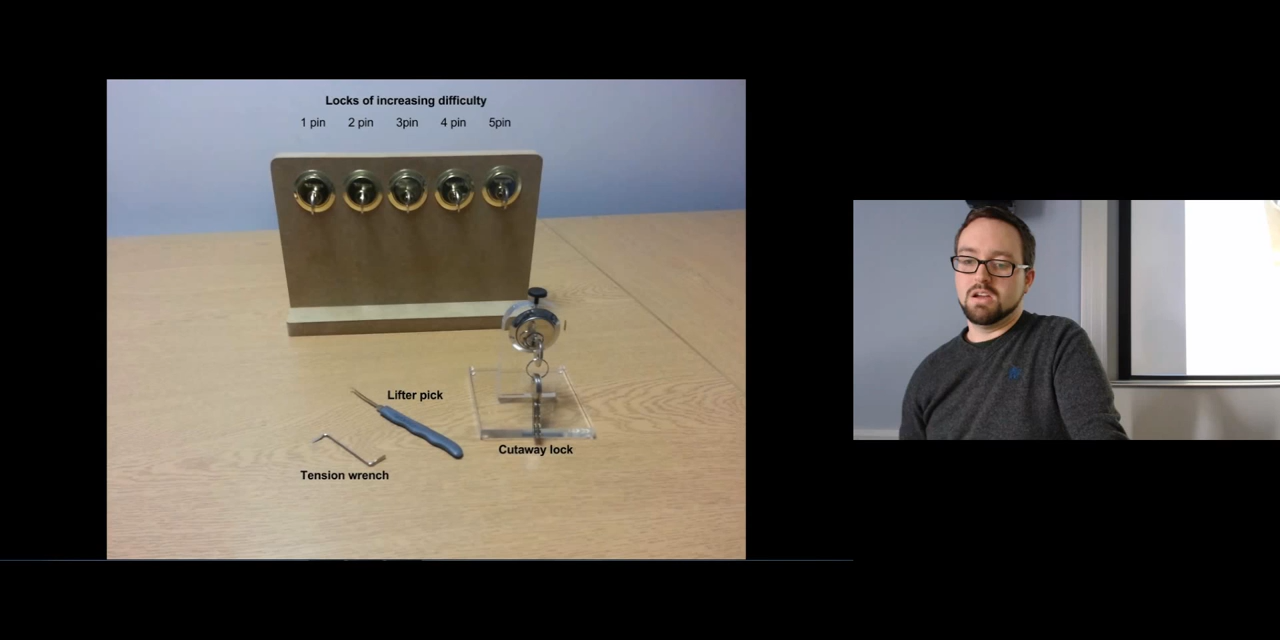 Locks of increasing difficulty
1 pin 2 pin 3pin 4 pin 5pin
Lifter pick
Cutaway lock
Tension wrench